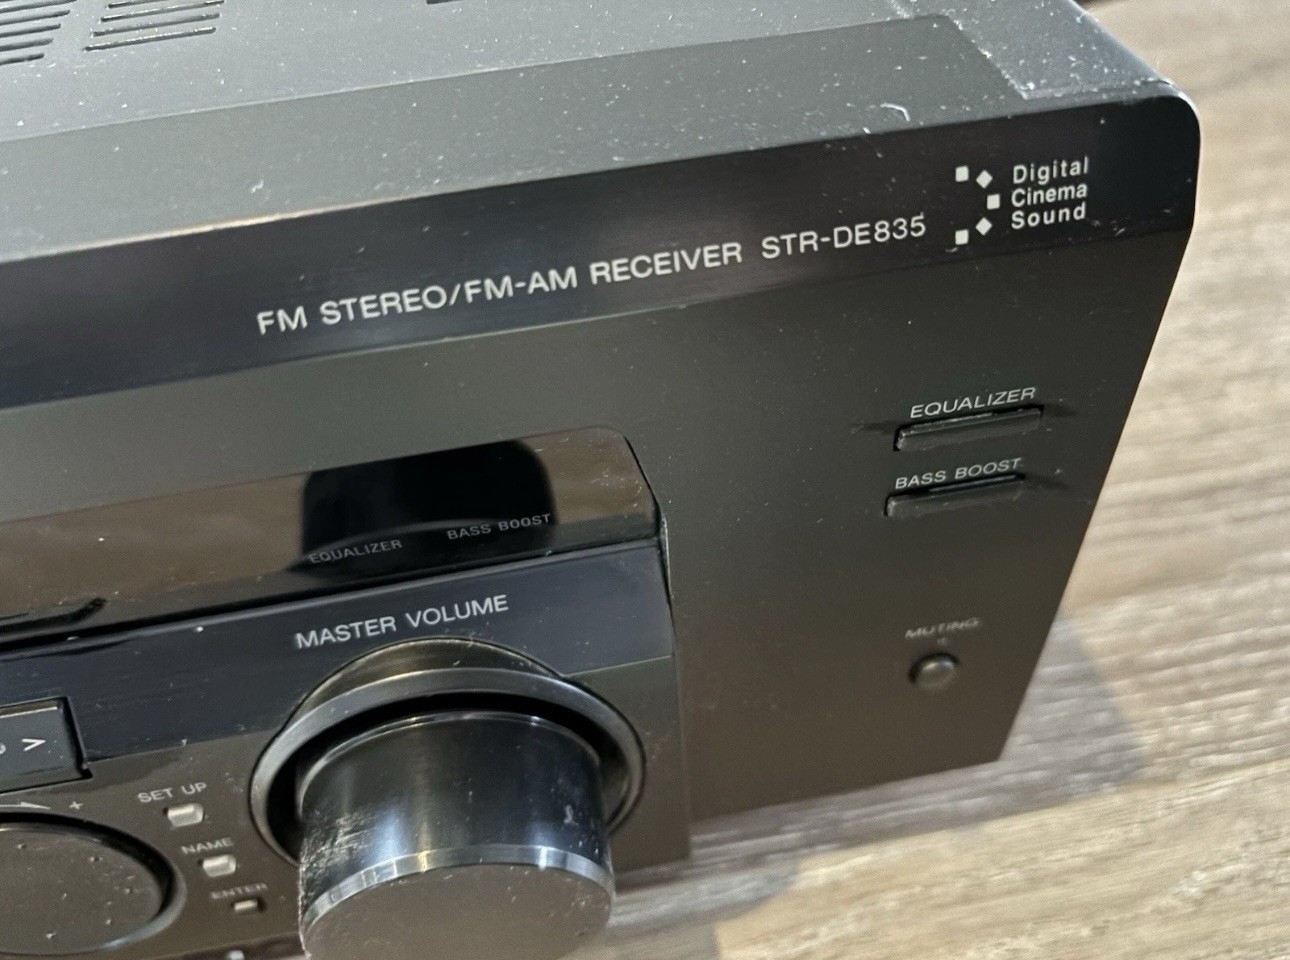 Digital
Cinema
Sound
FM STEREO/FM-AM RECEIVER STR-DE835
EQUALIZER
BASS BOOST
EQUALIZER BASS BOOST
MASTER VOLUME
MUTING
>
+
SET UP
NAME
ENTER